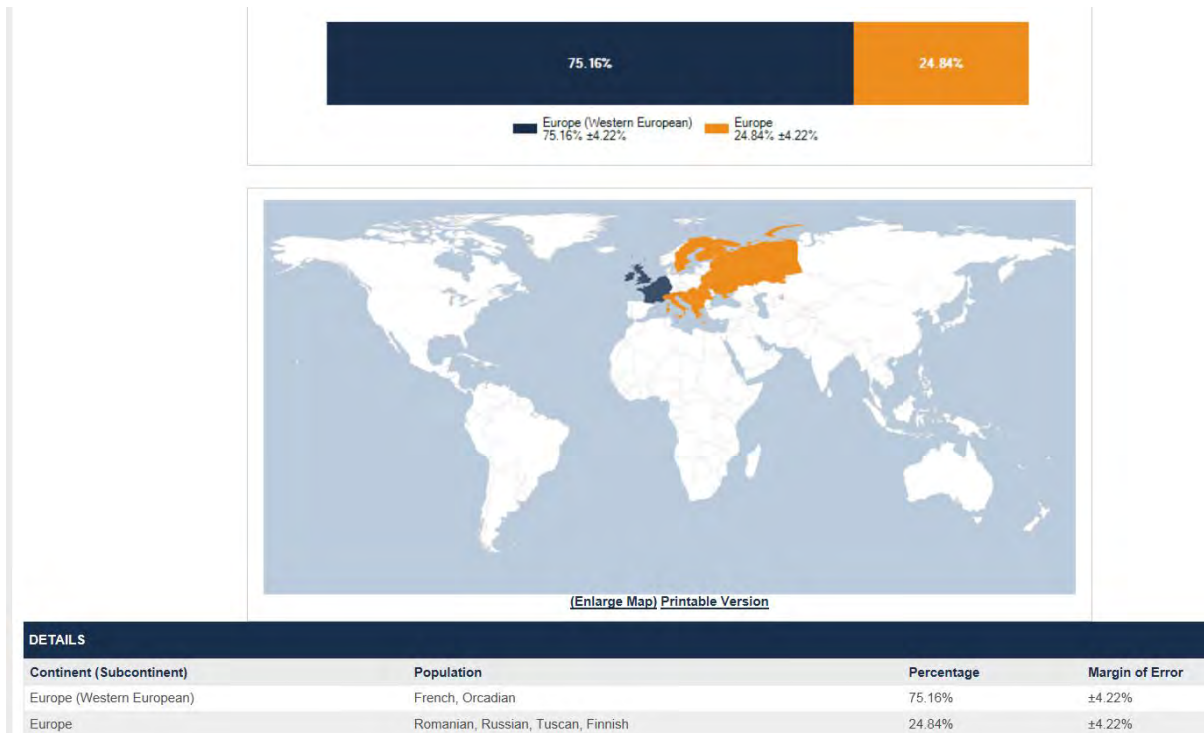 75.16%
24.84%
Europe (Western European)
75.16% ±4.22%
Europe
24.84% ±4.22%
(Enlarge Map) Printable Version
DETAILS
Continent (Subcontinent) Population Percentage Margin of Error
Europe (Western European) French, Orcadian 75.16% ±4.22%
Europe Romanian, Russian, Tuscan, Finnish 24.84% ±4.22%